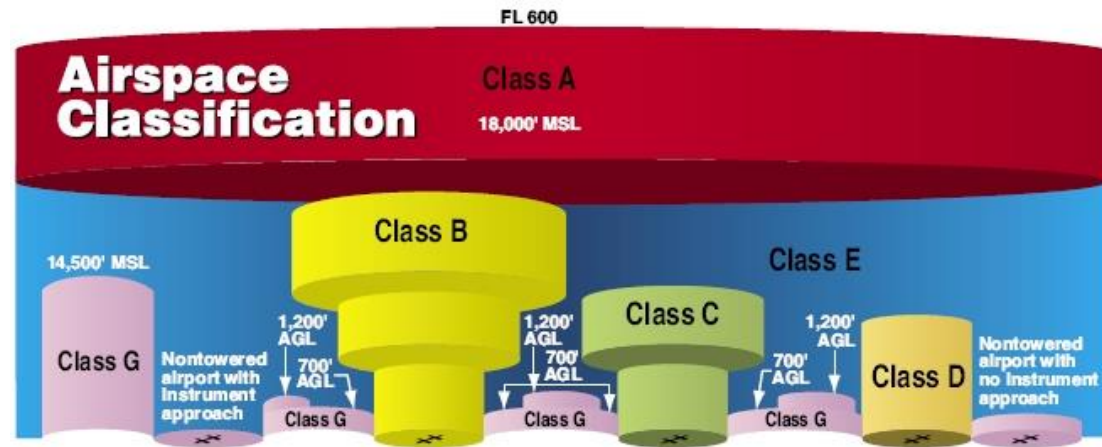 FL 600
Airspace
Classification
Class A
18,000' MSL
Class B
Class E
14,500' MSL
Class C
1,200'
AGL
1,200'
AGL
1,200'
AGL
Class G
Nontowered
airport with
Instrument
approach
700'
AGL
700'
AGL
700'
AGL
Class D
Nontowered
airport with
no Instrument
approach
Class G
Class G
Class G